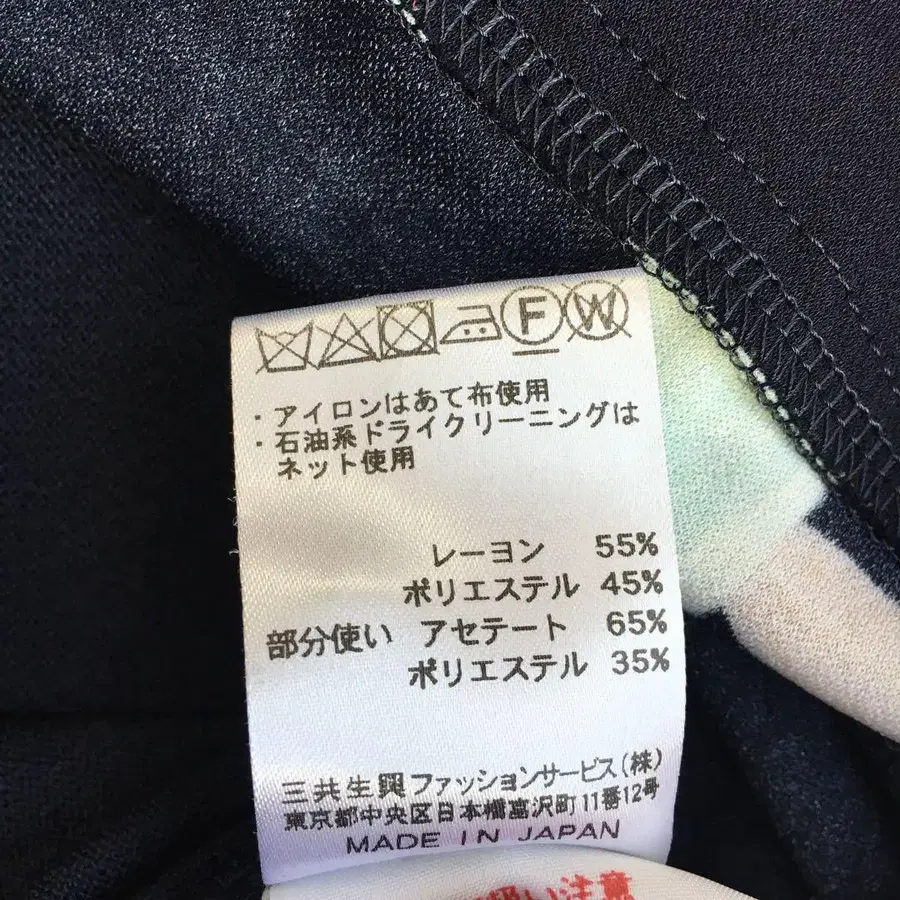 F W
・アイロンはあて布使用
・石油系ドライクリーニングは
ネット使用
レーヨン 55%
ポリエステル 45%
部分使い アセテート 65%
ポリエステル 35%
三共生興ファッションサービス(株)
東京都中央区日本橋富沢町11番12号
MADE IN JAPAN
扱い注意